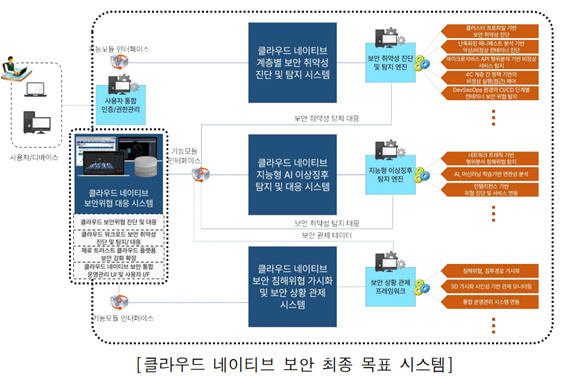 기능모듈 인터페이스
사용자 통합
인증/권한관리
사용자/디바이스
클라우드 네이티브
보안위협 대응 시스템
클라우드 보안위협 진단 및 대응
클라우드 워크로드 보안 취약성
진단 및 탐지/ 대응
제로 트러스트 클라우드 플랫폼
보안 강화 확장
클라우드 네이티브 보안 통합
운영관리 UI 및 사용자 I/F
기능모듈 인터페이스
기능모듈
인터페이스
클라우드 네이티브
계층별 보안 취약성
진단 및 탐지 시스템
보안 취약성 탐지 대응
클라우드 네이티브
지능형 AI 이상징후
탐지 및 대응 시스템
보안 취약성 탐지 대응
보안 관제 데이터
클라우드 네이티브
보안 침해위협 가시화
및 보안 상황 관제
시스템
보안 취약성 진단
및 탐지 엔진
지능형 이상징후
탐지 엔진
보안 상황 관제
프레임워크
클러스터 프로파일 기반
보안 취약성 진단
난독화된 매니페스트 분석 기반
악성/비정상 컨테이너 진단
마이크로서비스 API 행위분석 기반 비정상
서비스 탐지
4C 계층 간 정책 기반의
비정상 실행(접근) 제어
DevSecOps 환경의 CI/CD 단계별
컨테이너 보안 위협 탐지
네트워크 트래픽 기반
행위분석 침해위협 탐지
AI, 머신러닝 학습기반 연관성 분석
인텔리전스 기반
위협 진단 및 서비스 연동
침해위협, 침투경로 가시화
3D 가시화 시인성 기반 관제 모니터링
통합 운영관리 시스템 연동
[클라우드 네이티브 보안 최종 목표 시스템]